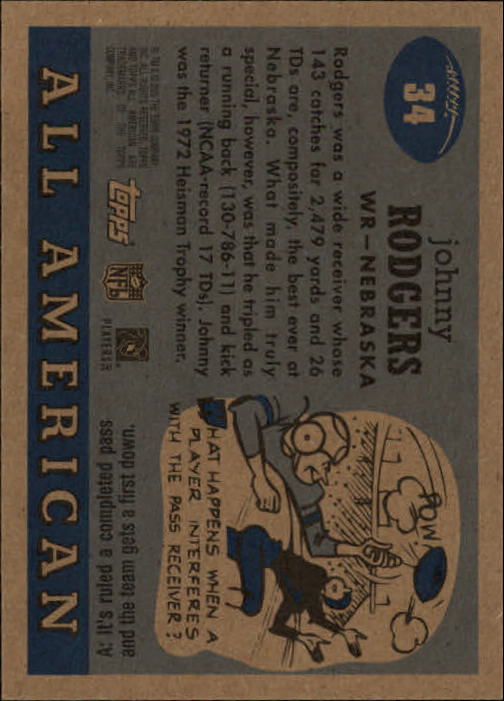 34
johnny
RODGERS
WR–NEBRASKA
Rodgers was a wide receiver whose
143 catches for 2,479 yards and 26
TDs are, compositely, the best ever at
Nebraska. What made him truly
special, however, was that he tripled as
a running back (130-786-11) and kick
returner (NCAA-record 17 TDs). Johnny
was the 1972 Heisman Trophy winner.
POW
WHAT HAPPENS WHEN A
PLAYER INTERFERES
WITH THE PASS RECEIVER?
A: It's ruled a completed pass
and the team gets a first down.
topps
NFL
PLAYERS
ALL AMERICAN